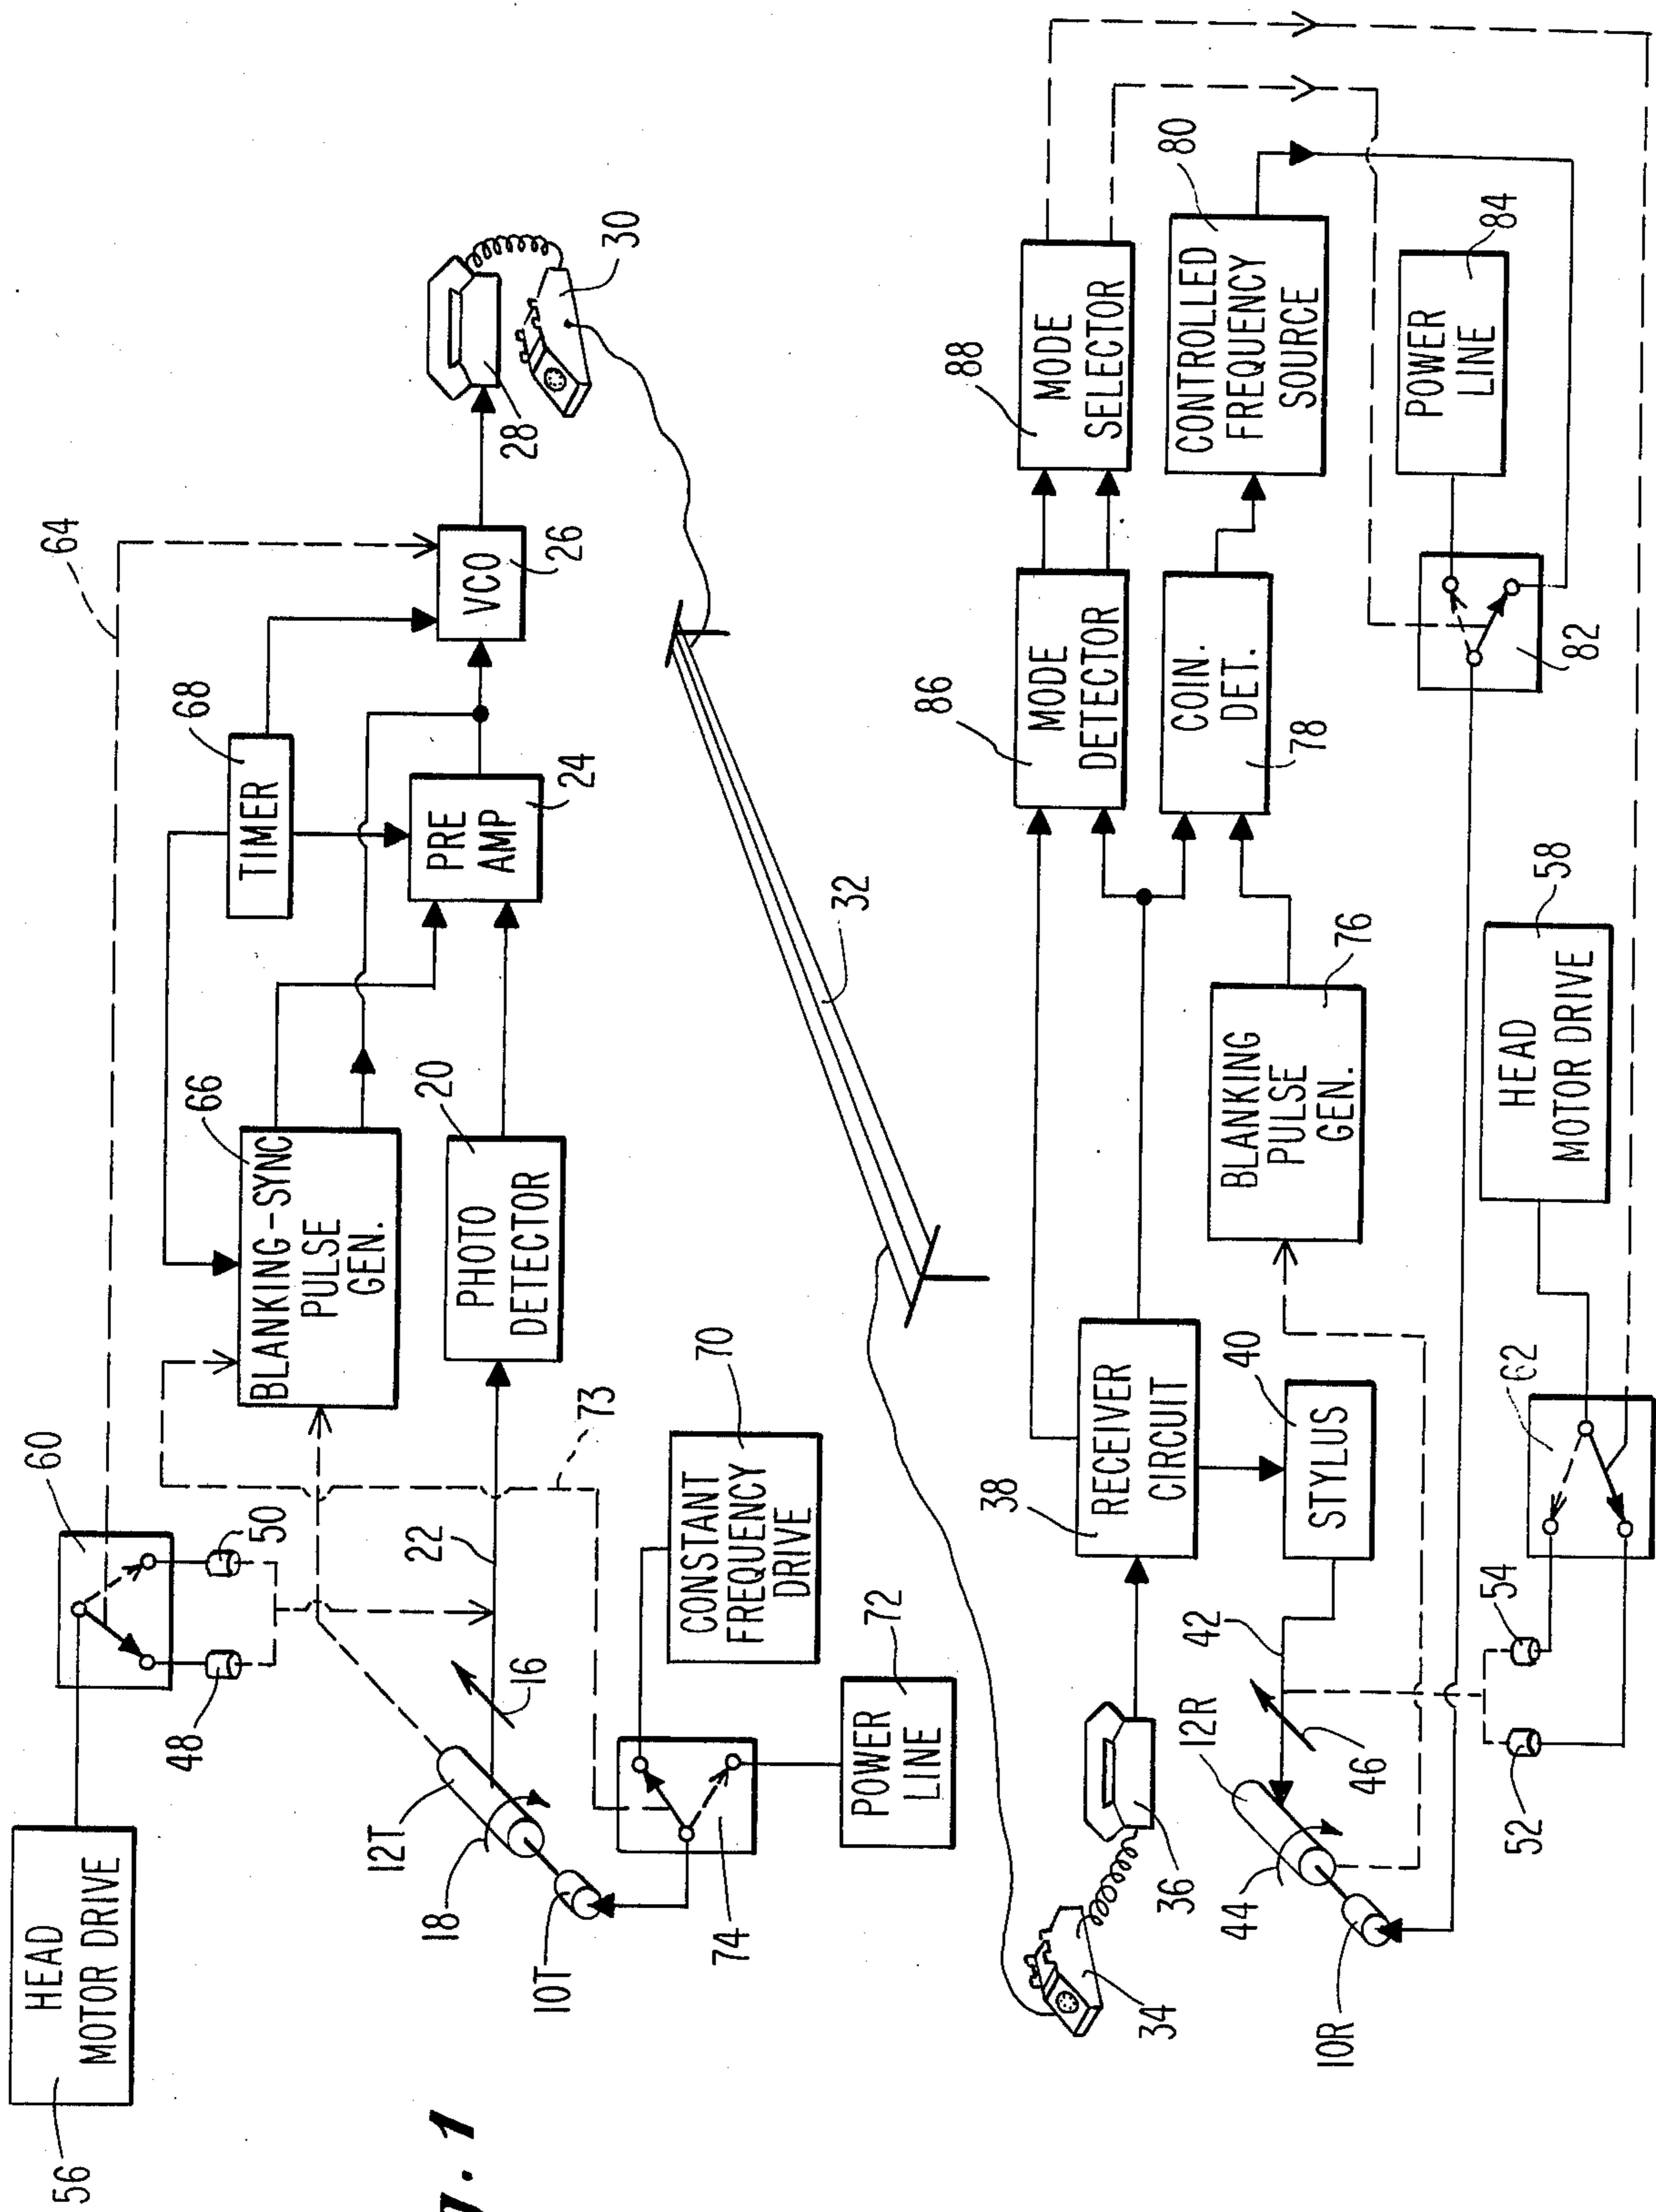 HEAD
MOTOR DRIVE
56
60
48
50
64
BLANKING-SYNC
PULSE
GEN.
66
TIMER
68
PHOTO
DETECTOR
20
PRE
AMP
24
VCO
26
28
30
12T
18
10T
16
22
73
74
CONSTANT
FREQUENCY
DRIVE
70
POWER
LINE
72
32
34
36
RECEIVER
CIRCUIT
38
STYLUS
40
42
12R
44
10R
46
52
54
62
HEAD
MOTOR DRIVE
58
BLANKING
PULSE
GEN.
76
MODE
DETECTOR
86
COIN.
DET.
78
MODE
SELECTOR
88
CONTROLLED
FREQUENCY
SOURCE
80
POWER
LINE
84
82
. 1